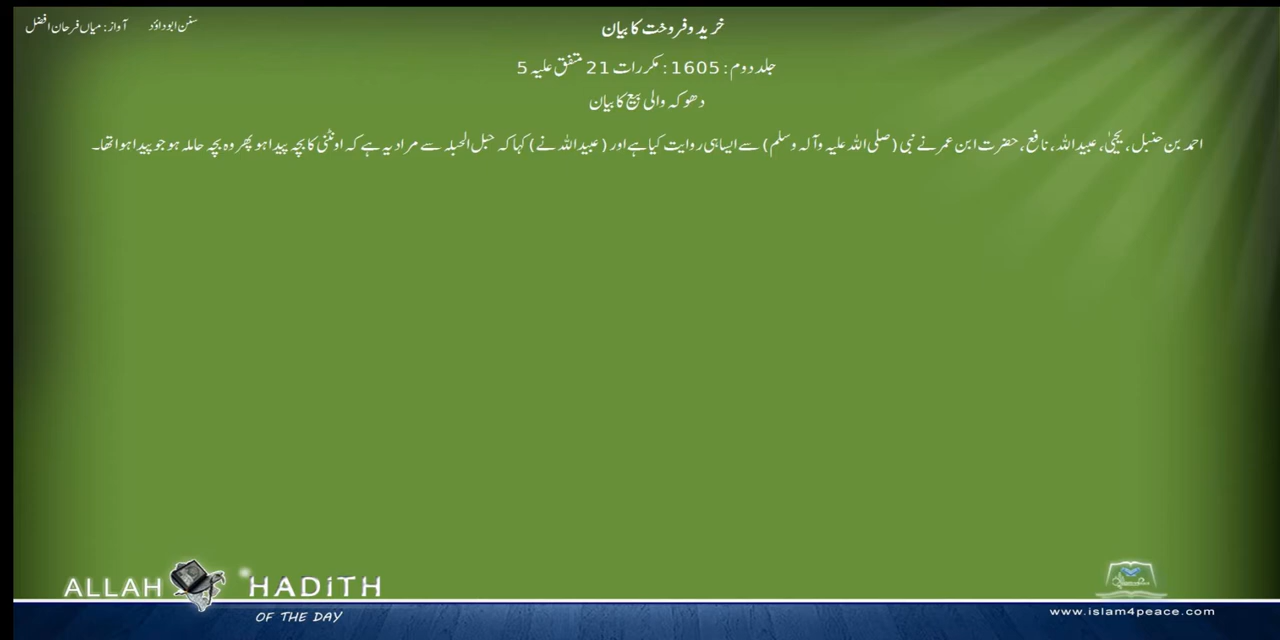 خرید و فروخت کا بیان
سنن ابوداؤد آواز: میاں فرحان افضل
جلد دوم : 1605 : مکررات 21 متفق علیہ 5
دھوکہ والی بیع کا بیان
احمد بن حنبل، یحییٰ، عبیداللہ، نافع، حضرت ابن عمر نے نبی (صلی اللہ علیہ وآلہ وسلم) سے ایسا ہی روایت کیا ہے اور (عبیداللہ نے) کہا کہ حبل الحبلہ سے مراد یہ ہے کہ اونٹنی کا بچہ پیدا ہو پھر وہ بچہ حاملہ ہو جو پیدا ہوا تھا۔
ALLAH HADITH
OF THE DAY
www.islam4peace.com